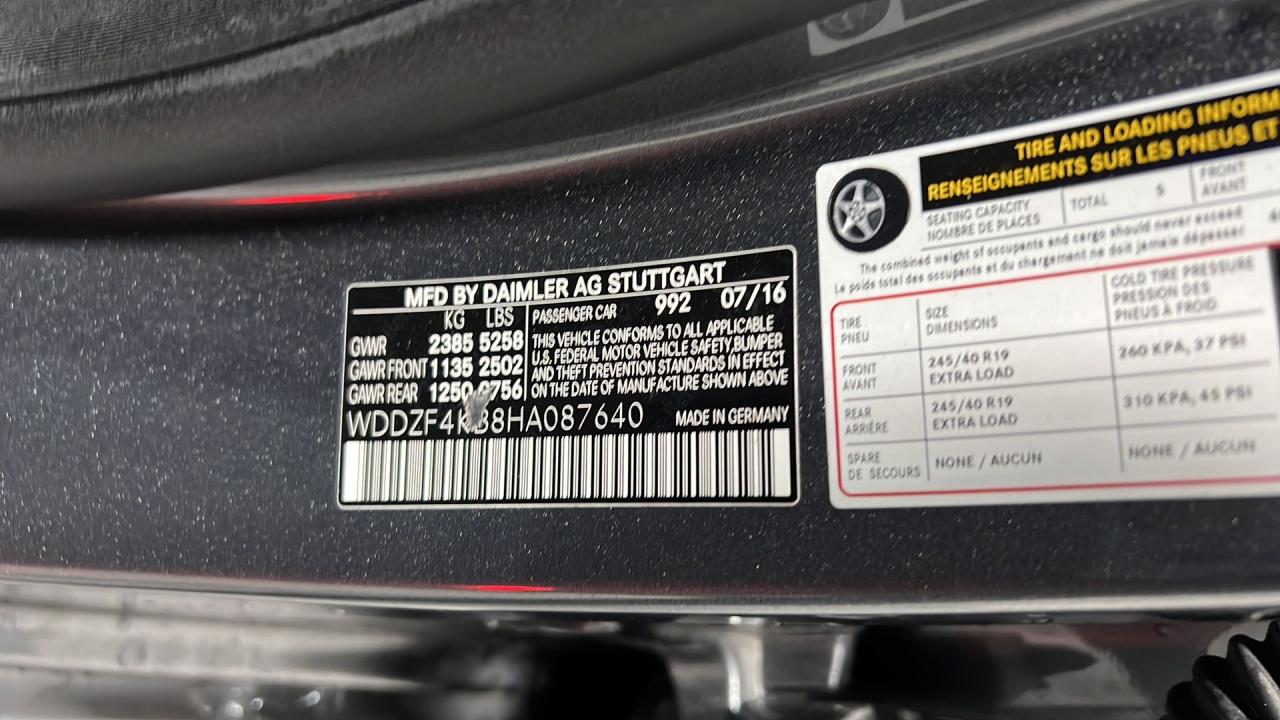 MFD BY DAIMLER AG STUTTGART
KG LBS
GVWR 2385 5258
GAWR FRONT 1135 2502
GAWR REAR 1250
PASSENGER CAR 992 07/16
THIS VEHICLE CONFORMS TO ALL APPLICABLE
U.S. FEDERAL MOTOR VEHICLE SAFETY,BUMPER
AND THEFT PREVENTION STANDARDS IN EFFECT
ON THE DATE OF MANUFACTURE SHOWN ABOVE
MADE IN GERMANY
TIRE AND LOADING
RENSEIGNEMENTS SUR LES PNEUS ET
SEATING CAPACITY
NOMBRE DE PLACES
TOTAL 5
FRONT
AVANT
The combined weight of occupants and cargo should never exceed
Le poids total des occupants et du chargement ne doit jamais dépasser
TIRE
PNEU
SIZE
DIMENSIONS
COLD TIRE PRESSURE
PRESSION DES
PNEUS À FROID
FRONT
AVANT
245/40 R19
EXTRA LOAD
260 KPA, 37 PSI
REAR
ARRIÈRE
245/40 R19
EXTRA LOAD
310 KPA, 45 PSI
SPARE
DE SECOURS
NONE / AUCUN
NONE / AUCUN